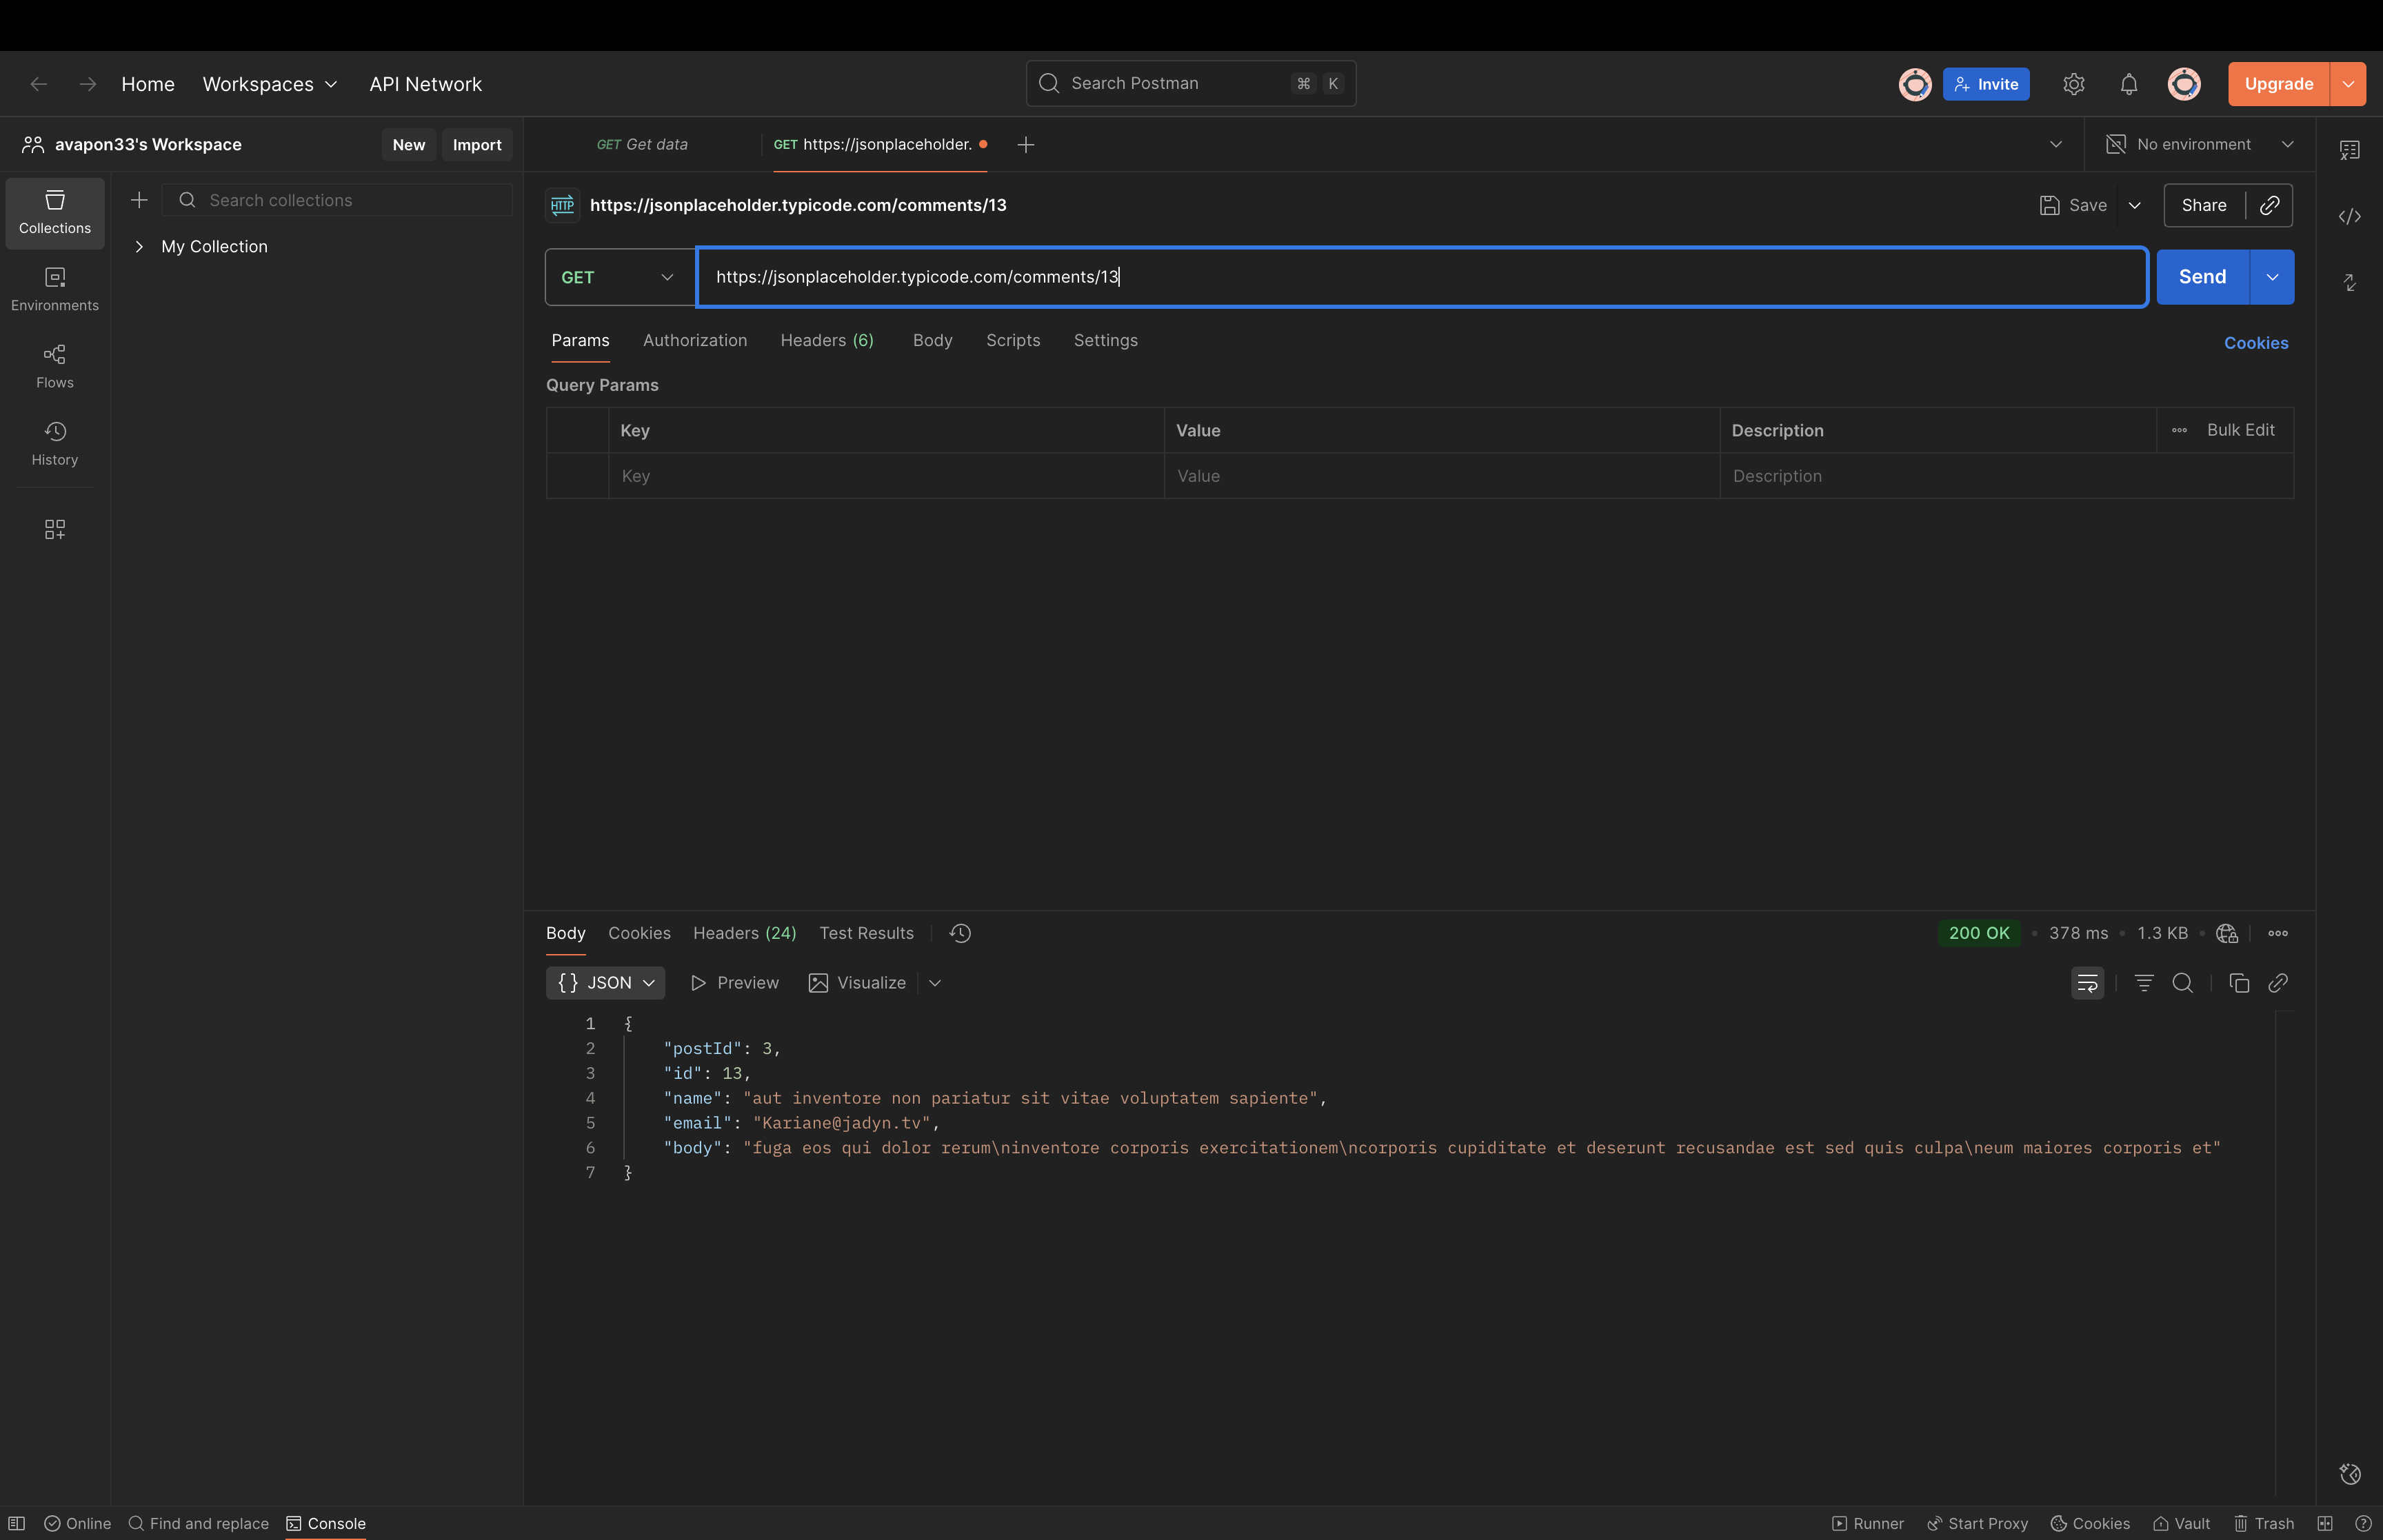 Home Workspaces API Network
Search Postman ⌘ K
Invite Upgrade
avapon33's Workspace New Import
GET Get data GET https://jsonplaceholder. No environment
Collections
Environments
Flows
History
Search collections
My Collection
HTTP https://jsonplaceholder.typicode.com/comments/13 Save Share
GET https://jsonplaceholder.typicode.com/comments/13 Send
Params Authorization Headers (6) Body Scripts Settings Cookies
Query Params
Key Value Description Bulk Edit
Key Value Description
Body Cookies Headers (24) Test Results 200 OK • 378 ms • 1.3 KB
{} JSON Preview Visualize
1 {
2 "postId": 3,
3 "id": 13,
4 "name": "aut inventore non pariatur sit vitae voluptatem sapiente",
5 "email": "Kariane@jadyn.tv",
6 "body": "fuga eos qui dolor rerum\ninventore corporis exercitationem\ncorporis cupiditate et deserunt recusandae est sed quis culpa\neum maiores corporis et"
7 }
Online Find and replace Console Runner Start Proxy Cookies Vault Trash